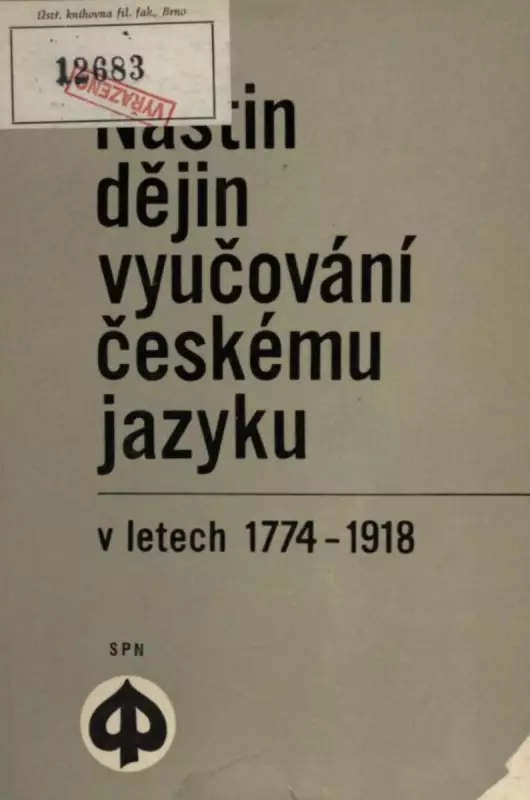 Ústř. knihovna fil. fak., Brno
12683
VYŘAZENO
Nástin
dějin
vyučování
českému
jazyku
v letech 1774-1918
SPN